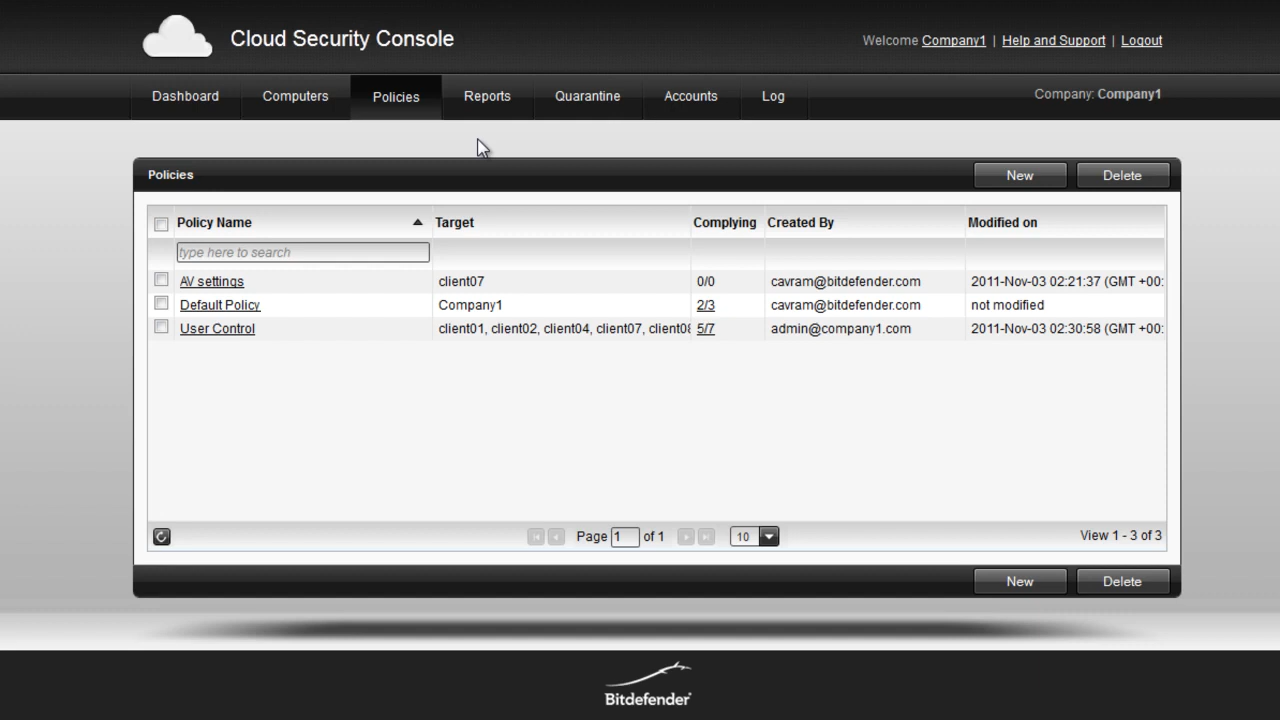 Cloud Security Console
Welcome Company1 | Help and Support | Logout
Dashboard Computers Policies Reports Quarantine Accounts Log Company: Company1
Policies New Delete
Policy Name Target Complying Created By Modified on
type here to search
AV settings client07 0/0 cavram@bitdefender.com 2011-Nov-03 02:21:37 (GMT +00:
Default Policy Company1 2/3 cavram@bitdefender.com not modified
User Control client01, client02, client04, client07, client08 5/7 admin@company1.com 2011-Nov-03 02:30:58 (GMT +00:
Page 1 of 1 10 View 1 - 3 of 3
New Delete
Bitdefender